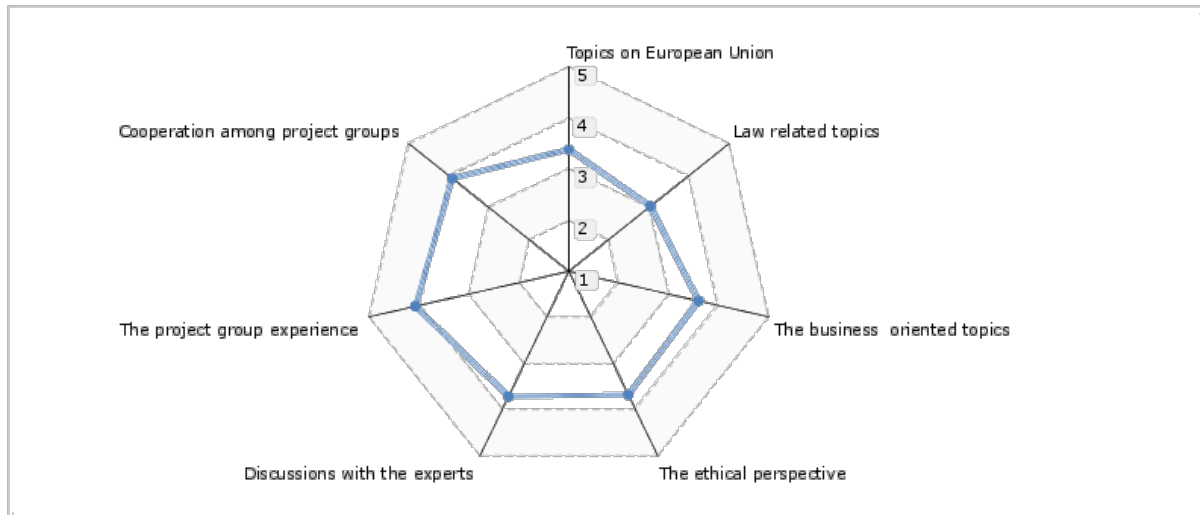 Topics on European Union
5
Cooperation among project groups
4
Law related topics
3
2
1
The project group experience
The business oriented topics
Discussions with the experts
The ethical perspective